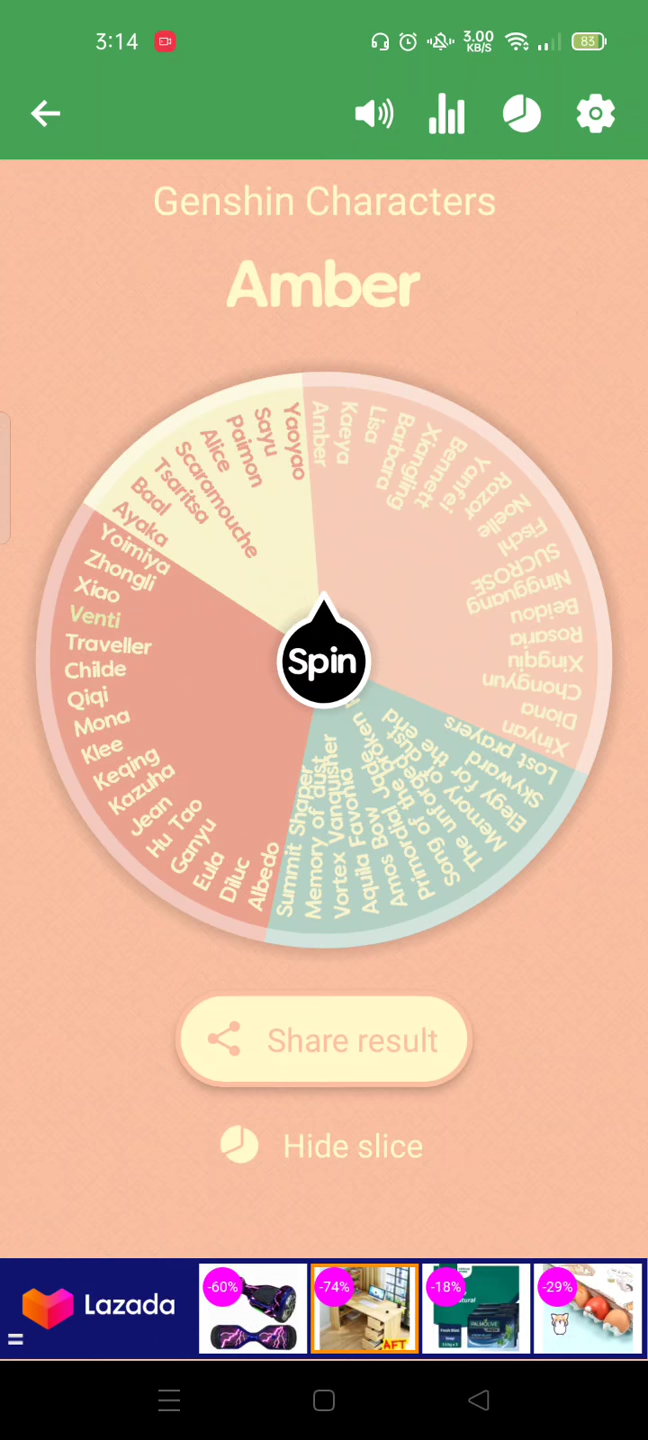 3:14
3.00
KB/S
83
Genshin Characters
Amber
Amber
Kaeya
Lisa
Barbara
Xiangling
Bennett
Yanfei
Razor
Noelle
Fischl
SUCROSE
Ningguang
Beidou
Rosaria
Xingqiu
Chongyun
Diona
Xinyan
Lost prayers
Skyward
Elegy for the end
Memory of dust
The unforged
Song of broken
Primordial
Amos Bow
Aquila Favonia
Vortex Vanquisher
Memory of dust
Summit Shaper
Albedo
Diluc
Eula
Ganyu
Hu Tao
Jean
Kazuha
Keqing
Klee
Mona
Qiqi
Childe
Traveller
Venti
Xiao
Zhongli
Yoimiya
Ayaka
Baal
Tsaritsa
Scaramouche
Alice
Paimon
Sayu
Yaoyao
Spin
Share result
Hide slice
Lazada
-60%
-74%
-18%
-29%
AFT
PALMOLIVE